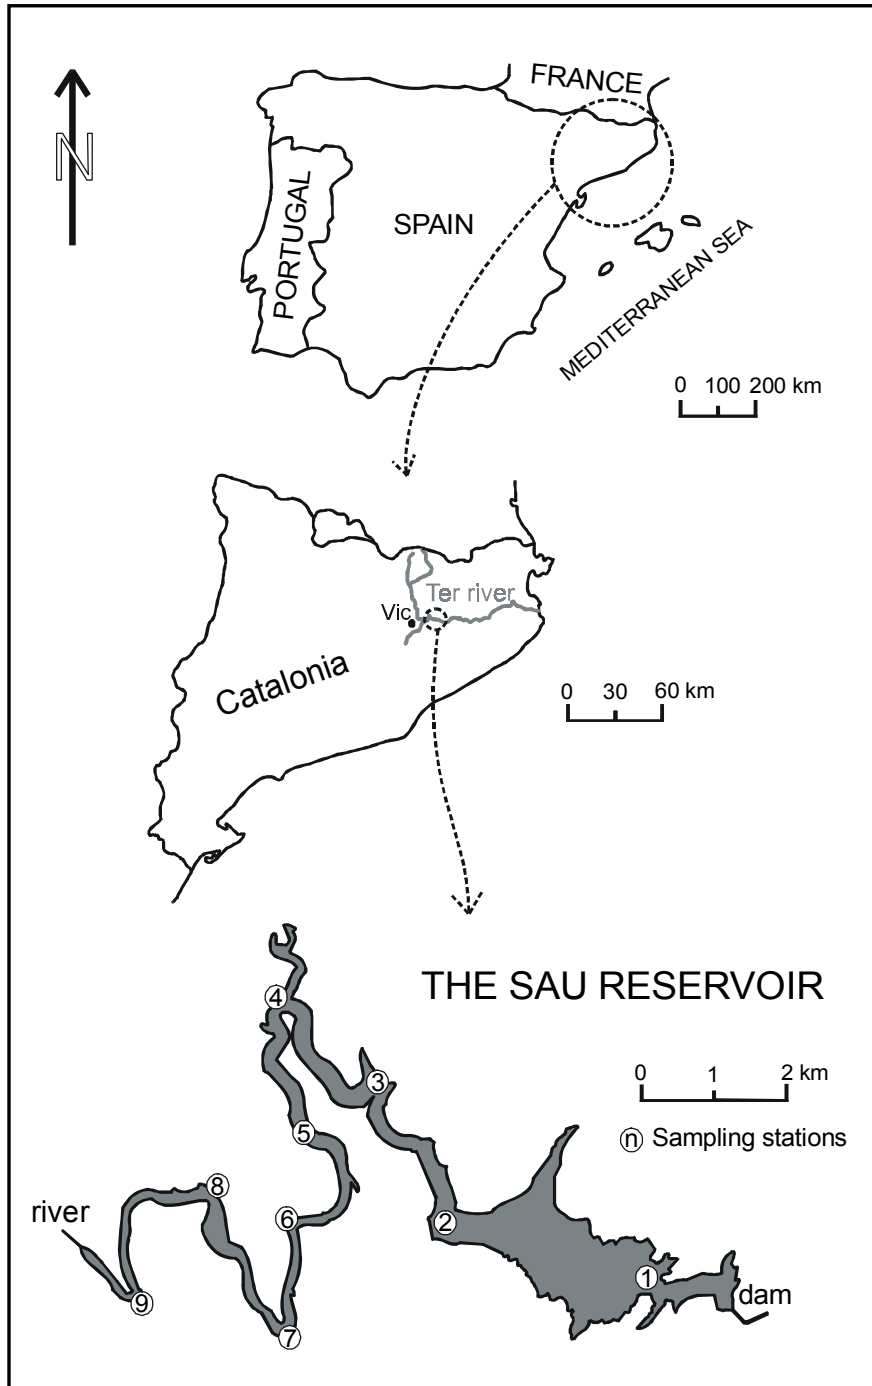 FRANCE
N
PORTUGAL
SPAIN
MEDITERRANEAN SEA
0 100 200 km
Ter river
Vic
Catalonia
0 30 60 km
THE SAU RESERVOIR
4
3
0 1 2 km
5
n Sampling stations
8
river
6
2
1
dam
9
7